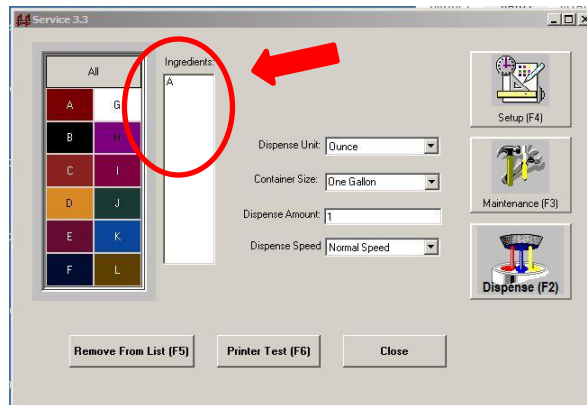 Service 3.3
All
Ingredients:
A
A G
B H
C I
D J
E K
F L
Dispense Unit: Ounce
Container Size: One Gallon
Dispense Amount: 1
Dispense Speed Normal Speed
Setup (F4)
Maintenance (F3)
Dispense (F2)
Remove From List (F5) Printer Test (F6) Close